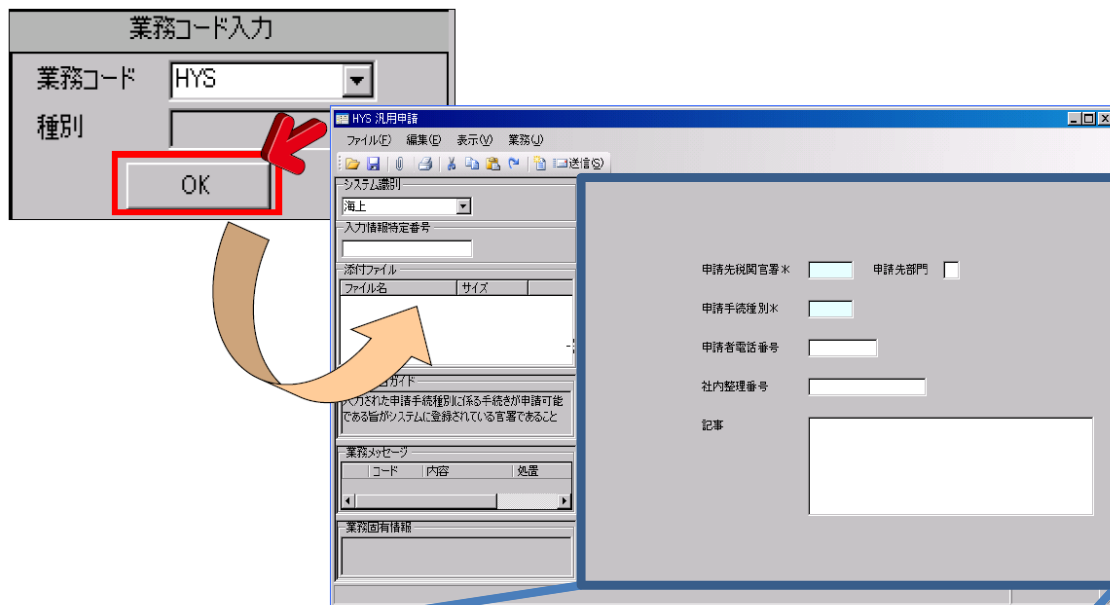 業務コード入力
業務コード HYS
種別
OK
HYS 汎用申請
ファイル(F) 編集(E) 表示(V) 業務(J)
送信(S)
システム識別
海上
入力情報特定番号
添付ファイル
ファイル名 サイズ
ガイド
入力された申請手続種別に係る手続きが申請可能
である旨がシステムに登録されている官署であること
業務メッセージ
コード 内容 処置
業務固有情報
申請先税関官署* 申請先部門
申請手続種別*
申請者電話番号
社内整理番号
記事